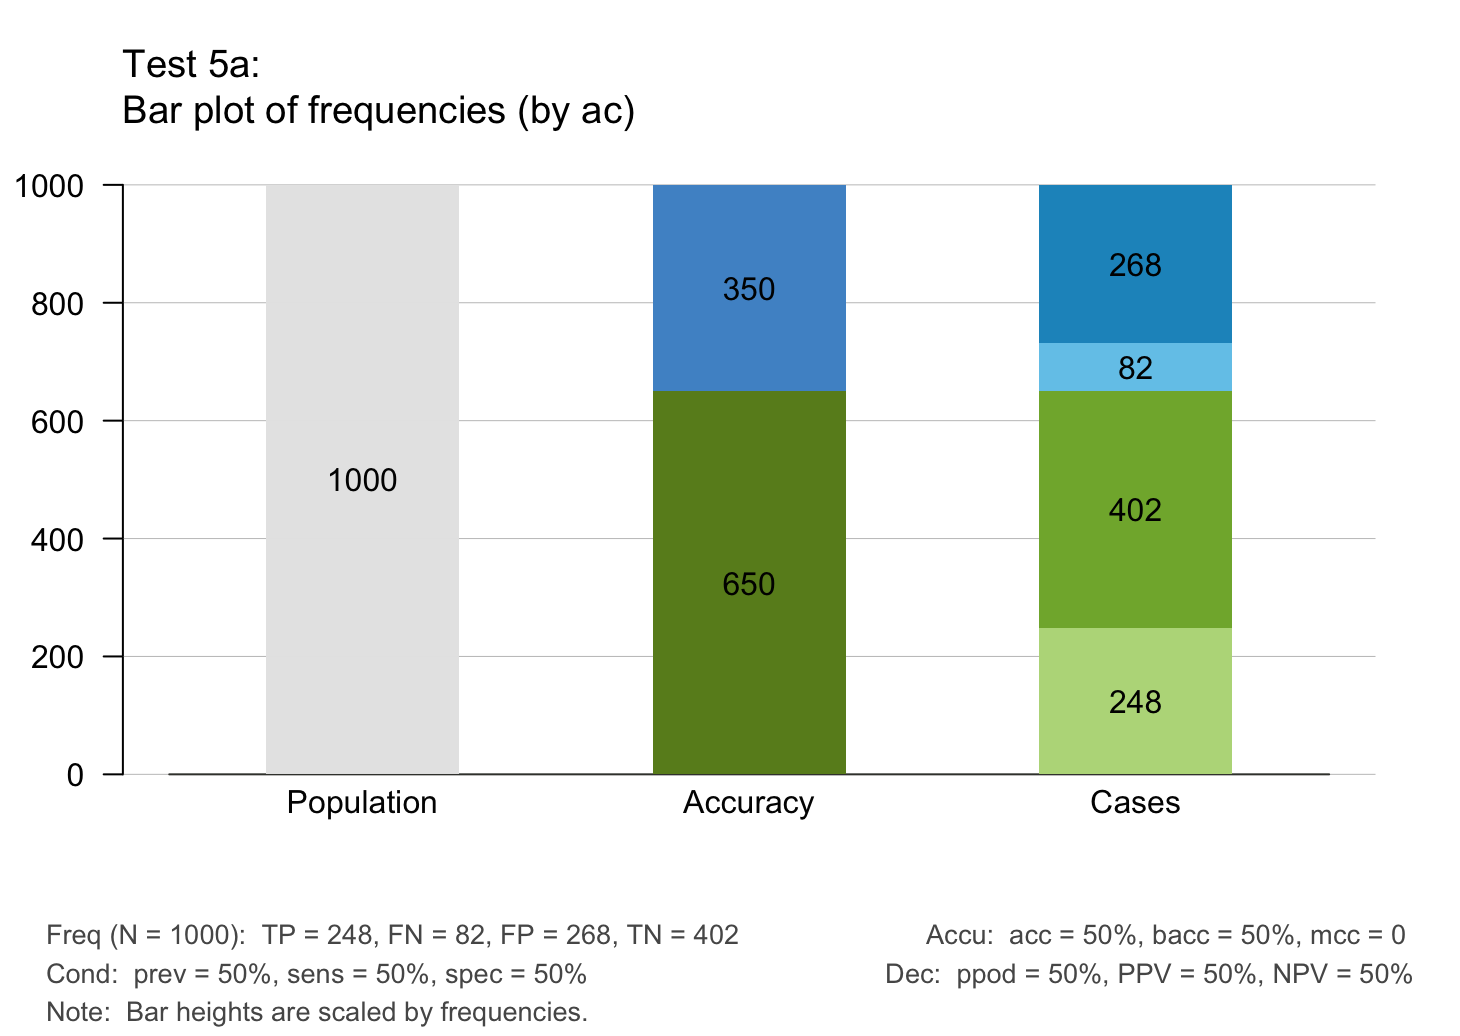 Test 5a:
Bar plot of frequencies (by ac)
1000
800
600
400
200
0
1000
350
650
268
82
402
248
Population
Accuracy
Cases
Freq (N = 1000):  TP = 248, FN = 82, FP = 268, TN = 402
Accu:  acc = 50%, bacc = 50%, mcc = 0
Cond:  prev = 50%, sens = 50%, spec = 50%
Dec:  ppod = 50%, PPV = 50%, NPV = 50%
Note:  Bar heights are scaled by frequencies.